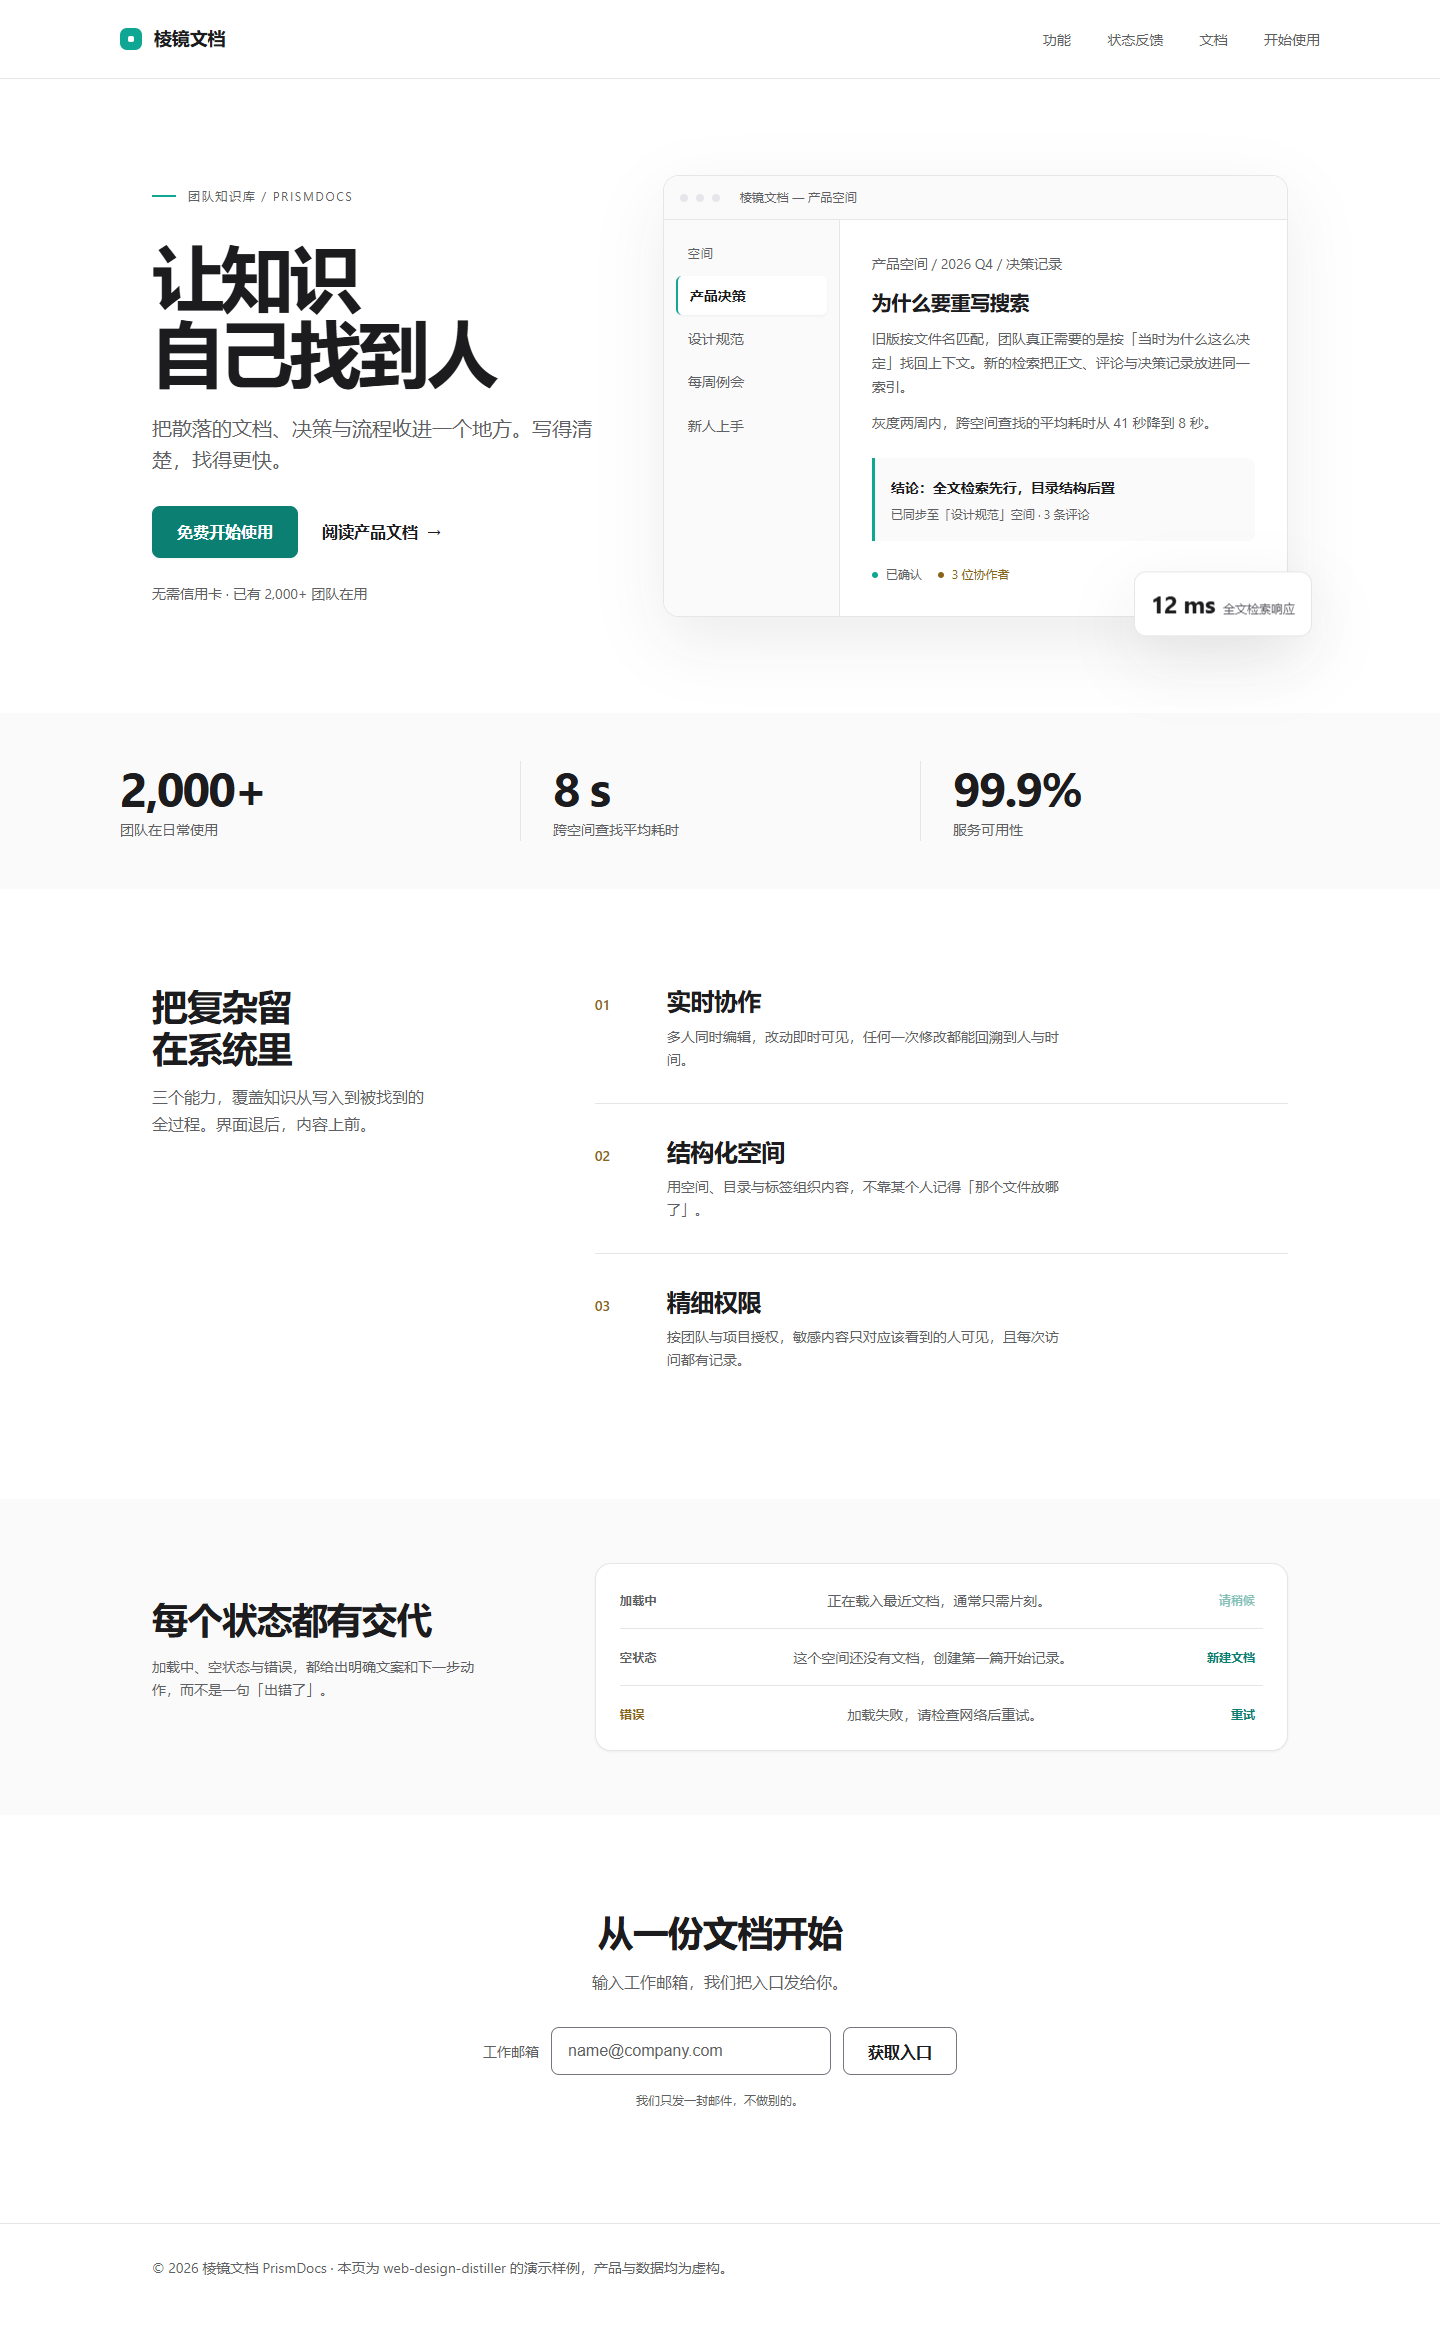 棱镜文档
功能
状态反馈
文档
开始使用
团队知识库 / PRISMDOCS
让知识
自己找到人
把散落的文档、决策与流程收进一个地方。写得清
楚，找得更快。
免费开始使用
阅读产品文档 →
无需信用卡 · 已有 2,000+ 团队在用
棱镜文档 — 产品空间
空间
产品决策
设计规范
每周例会
新人上手
产品空间 / 2026 Q4 / 决策记录
为什么要重写搜索
旧版按文件名匹配，团队真正需要的是按「当时为什么这么决
定」找回上下文。新的检索把正文、评论与决策记录放进同一
索引。
灰度两周内，跨空间查找的平均耗时从 41 秒降到 8 秒。
结论：全文检索先行，目录结构后置
已同步至「设计规范」空间 · 3 条评论
已确认
3 位协作者
12 ms 全文检索响应
2,000+
团队在日常使用
8 s
跨空间查找平均耗时
99.9%
服务可用性
把复杂留
在系统里
三个能力，覆盖知识从写入到被找到的
全过程。界面退后，内容上前。
01
实时协作
多人同时编辑，改动即时可见，任何一次修改都能回溯到人与时
间。
02
结构化空间
用空间、目录与标签组织内容，不靠某个人记得「那个文件放哪
了」。
03
精细权限
按团队与项目授权，敏感内容只对应该看到的人可见，且每次访
问都有记录。
每个状态都有交代
加载中、空状态与错误，都给出明确文案和下一步动
作，而不是一句「出错了」。
加载中
正在载入最近文档，通常只需片刻。
请稍候
空状态
这个空间还没有文档，创建第一篇开始记录。
新建文档
错误
加载失败，请检查网络后重试。
重试
从一份文档开始
输入工作邮箱，我们把入口发给你。
工作邮箱
name@company.com
获取入口
我们只发一封邮件，不做别的。
© 2026 棱镜文档 PrismDocs · 本页为 web-design-distiller 的演示样例，产品与数据均为虚构。